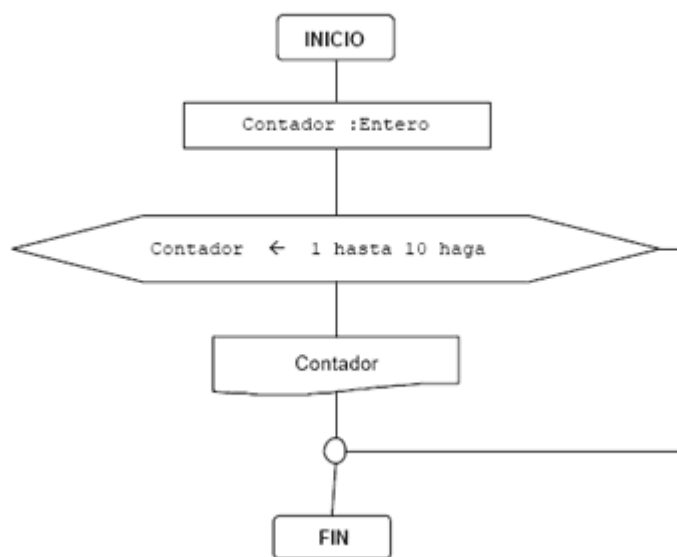 INICIO
Contador :Entero
Contador ← 1 hasta 10 haga
Contador
FIN